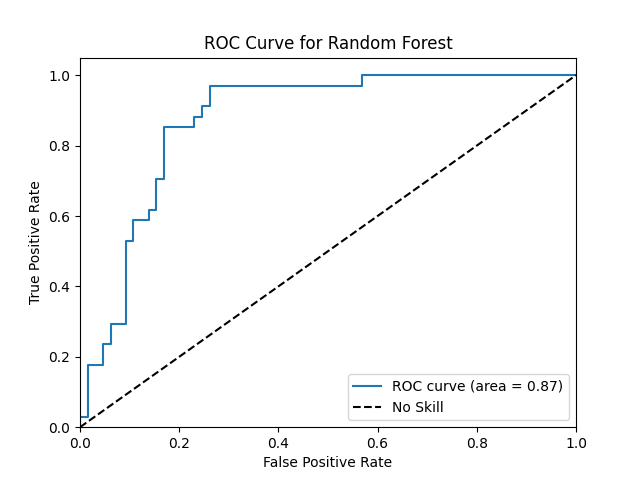 ROC Curve for Random Forest
True Positive Rate
1.0
0.8
0.6
0.4
0.2
0.0
0.0 0.2 0.4 0.6 0.8 1.0
False Positive Rate
ROC curve (area = 0.87)
No Skill